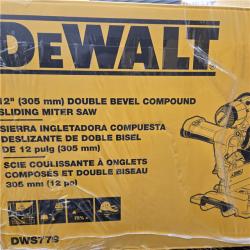 DEWALT
12" (305 mm) DOUBLE BEVEL COMPOUND
SLIDING MITER SAW
SIERRA INGLETADORA COMPUESTA
DESLIZANTE DE DOBLE BISEL
DE 12 pulg (305 mm)
SCIE COULISSANTE À ONGLETS
COMPOSÉS ET DOUBLE BISEAU
305 mm (12 po)
DWS779